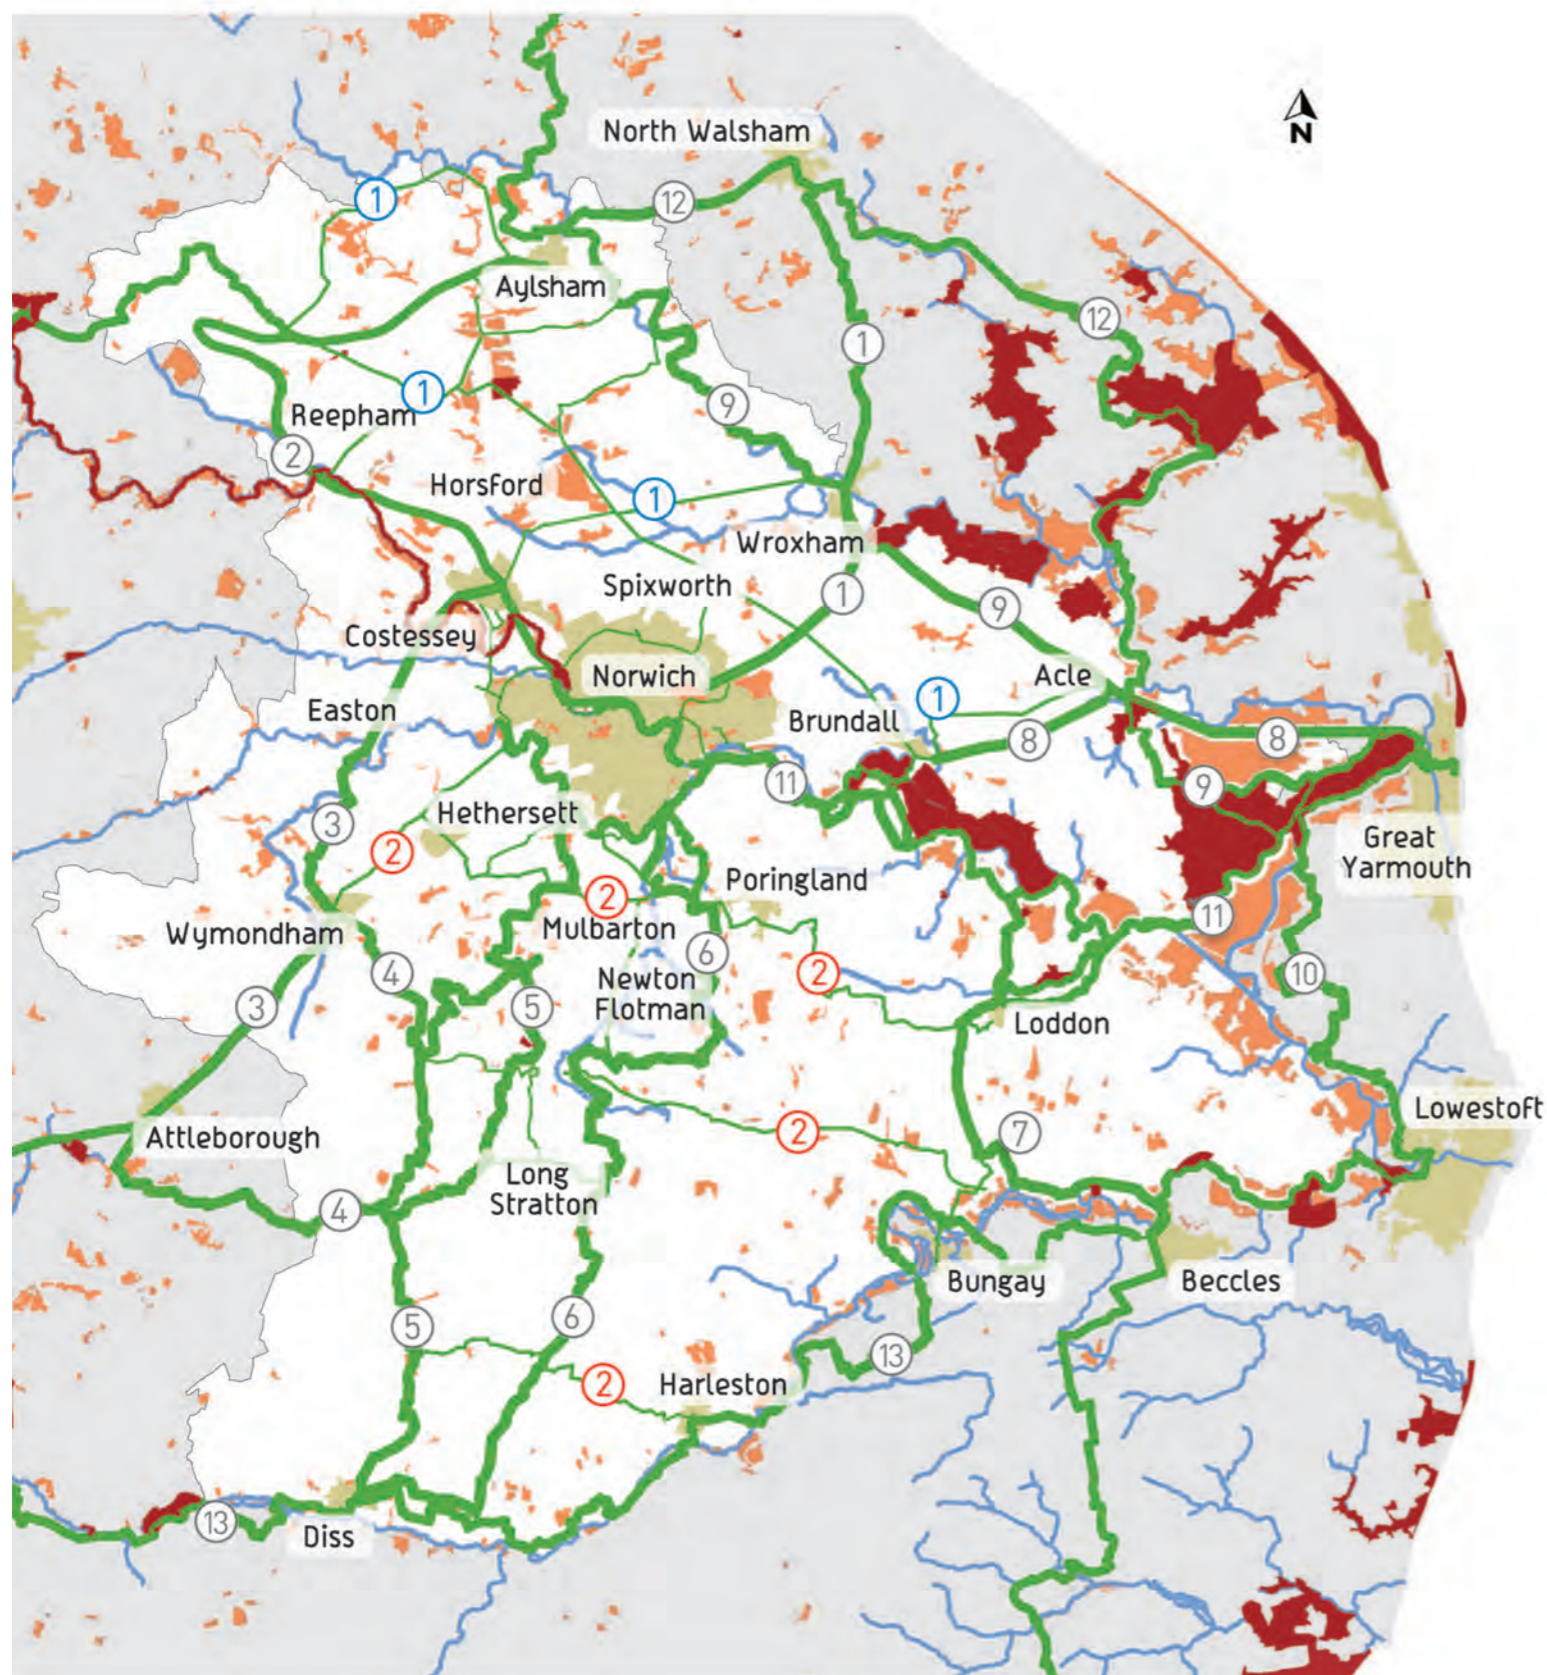 North Walsham
N
1
12
Aylsham
12
1
1
9
Reepham
2
Horsford
1
Wroxham
Spixworth
1
9
Costessey
Norwich
Acle
1
Easton
Brundall
8
8
11
9
Hethersett
3
Great
Yarmouth
2
Poringland
2
11
Wymondham
Mulbarton
6
4
2
10
Newton
Flotman
3
5
Loddon
Lowestoft
Attleborough
2
7
Long
Stratton
4
Bungay
Beccles
5
6
13
2
Harleston
13
Diss